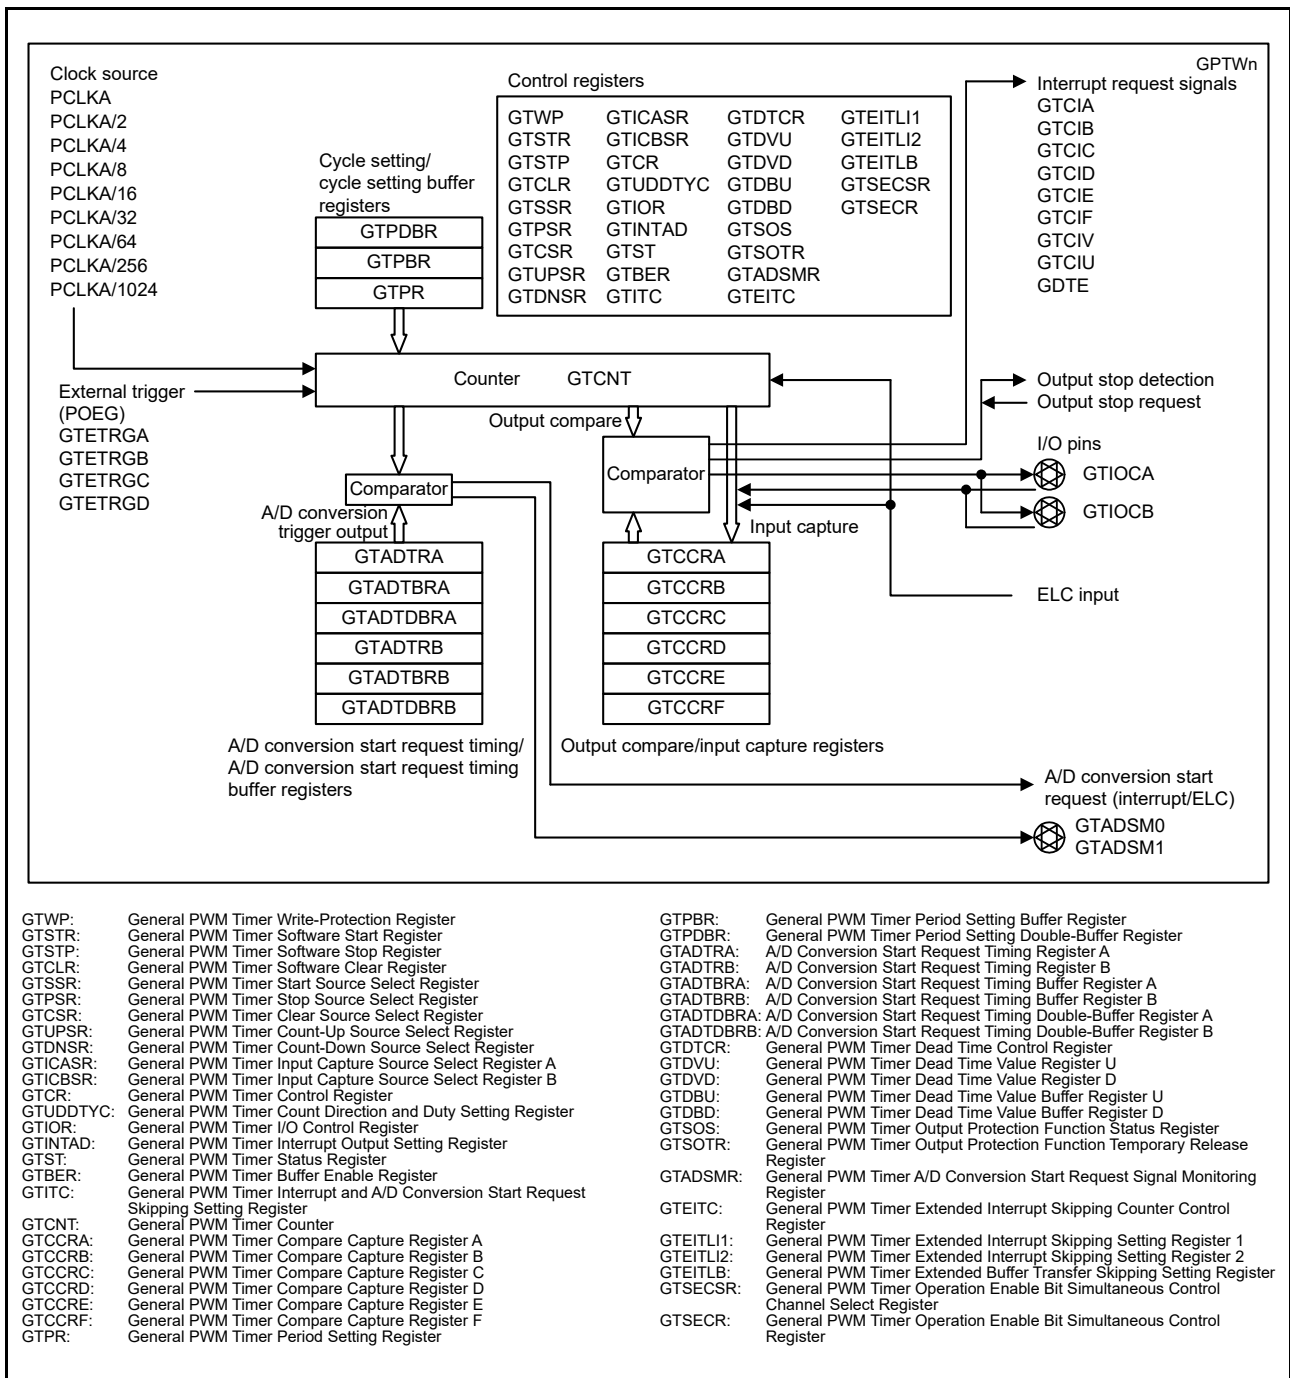 GPTWn
Clock source
PCLKA
PCLKA/2
PCLKA/4
PCLKA/8
PCLKA/16
PCLKA/32
PCLKA/64
PCLKA/256
PCLKA/1024
External trigger
(POEG)
GTETRGA
GTETRGB
GTETRGC
GTETRGD
Cycle setting/
cycle setting buffer
registers
GTPDBR
GTPBR
GTPR
Control registers
GTWP GTICASR GTDTCR GTEITLI1
GTSTR GTICBSR GTDVU GTEITLI2
GTSTP GTCR GTDVD GTEITLB
GTCLR GTUDDTYC GTDBU GTSECSR
GTSSR GTIOR GTDBD GTSECR
GTPSR GTINTAD GTSOS
GTCSR GTST GTSOTR
GTUPSR GTBER GTADSMR
GTDNSR GTITC GTEITC
Interrupt request signals
GTCIA
GTCIB
GTCIC
GTCID
GTCIE
GTCIF
GTCIV
GTCIU
GDTE
Counter GTCNT
Output compare
Comparator
Comparator
A/D conversion
trigger output
Input capture
Output stop detection
Output stop request
I/O pins
GTIOCA
GTIOCB
ELC input
GTADTRA
GTADTBRA
GTADTDBRA
GTADTRB
GTADTBRB
GTADTDBRB
A/D conversion start request timing/
A/D conversion start request timing
buffer registers
GTCCRA
GTCCRB
GTCCRC
GTCCRD
GTCCRE
GTCCRF
Output compare/input capture registers
A/D conversion start
request (interrupt/ELC)
GTADSM0
GTADSM1
GTWP: General PWM Timer Write-Protection Register
GTSTR: General PWM Timer Software Start Register
GTSTP: General PWM Timer Software Stop Register
GTCLR: General PWM Timer Software Clear Register
GTSSR: General PWM Timer Start Source Select Register
GTPSR: General PWM Timer Stop Source Select Register
GTCSR: General PWM Timer Clear Source Select Register
GTUPSR: General PWM Timer Count-Up Source Select Register
GTDNSR: General PWM Timer Count-Down Source Select Register
GTICASR: General PWM Timer Input Capture Source Select Register A
GTICBSR: General PWM Timer Input Capture Source Select Register B
GTCR: General PWM Timer Control Register
GTUDDTYC: General PWM Timer Count Direction and Duty Setting Register
GTIOR: General PWM Timer I/O Control Register
GTINTAD: General PWM Timer Interrupt Output Setting Register
GTST: General PWM Timer Status Register
GTBER: General PWM Timer Buffer Enable Register
GTITC: General PWM Timer Interrupt and A/D Conversion Start Request
Skipping Setting Register
GTCNT: General PWM Timer Counter
GTCCRA: General PWM Timer Compare Capture Register A
GTCCRB: General PWM Timer Compare Capture Register B
GTCCRC: General PWM Timer Compare Capture Register C
GTCCRD: General PWM Timer Compare Capture Register D
GTCCRE: General PWM Timer Compare Capture Register E
GTCCRF: General PWM Timer Compare Capture Register F
GTPR: General PWM Timer Period Setting Register
GTPBR: General PWM Timer Period Setting Buffer Register
GTPDBR: General PWM Timer Period Setting Double-Buffer Register
GTADTRA: A/D Conversion Start Request Timing Register A
GTADTRB: A/D Conversion Start Request Timing Register B
GTADTBRA: A/D Conversion Start Request Timing Buffer Register A
GTADTBRB: A/D Conversion Start Request Timing Buffer Register B
GTADTDBRA: A/D Conversion Start Request Timing Double-Buffer Register A
GTADTDBRB: A/D Conversion Start Request Timing Double-Buffer Register B
GTDTCR: General PWM Timer Dead Time Control Register
GTDVU: General PWM Timer Dead Time Value Register U
GTDVD: General PWM Timer Dead Time Value Register D
GTDBU: General PWM Timer Dead Time Value Buffer Register U
GTDBD: General PWM Timer Dead Time Value Buffer Register D
GTSOS: General PWM Timer Output Protection Function Status Register
GTSOTR: General PWM Timer Output Protection Function Temporary Release
Register
GTADSMR: General PWM Timer A/D Conversion Start Request Signal Monitoring
Register
GTEITC: General PWM Timer Extended Interrupt Skipping Counter Control
Register
GTEITLI1: General PWM Timer Extended Interrupt Skipping Setting Register 1
GTEITLI2: General PWM Timer Extended Interrupt Skipping Setting Register 2
GTEITLB: General PWM Timer Extended Buffer Transfer Skipping Setting Register
GTSECSR: General PWM Timer Operation Enable Bit Simultaneous Control
Channel Select Register
GTSECR: General PWM Timer Operation Enable Bit Simultaneous Control
Register